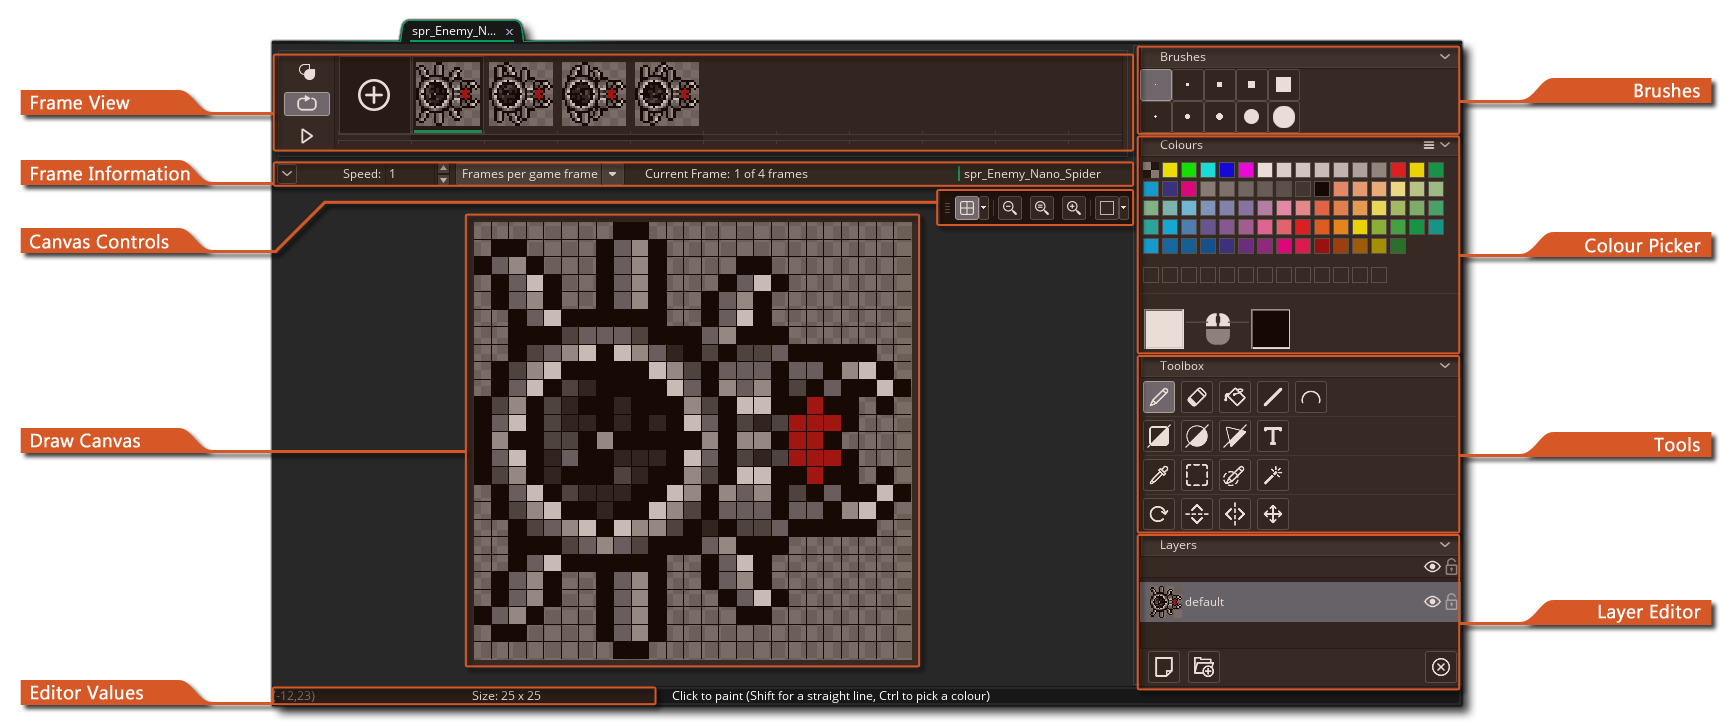 spr_Enemy_N... ×
Brushes
Frame View
Brushes
Colours
Frame Information
Speed: 1
Frames per game frame
Current Frame: 1 of 4 frames
spr_Enemy_Nano_Spider
Canvas Controls
Colour Picker
Toolbox
Draw Canvas
Tools
T
Layers
default
Layer Editor
Editor Values
-12,23)
Size: 25 x 25
Click to paint (Shift for a straight line, Ctrl to pick a colour)